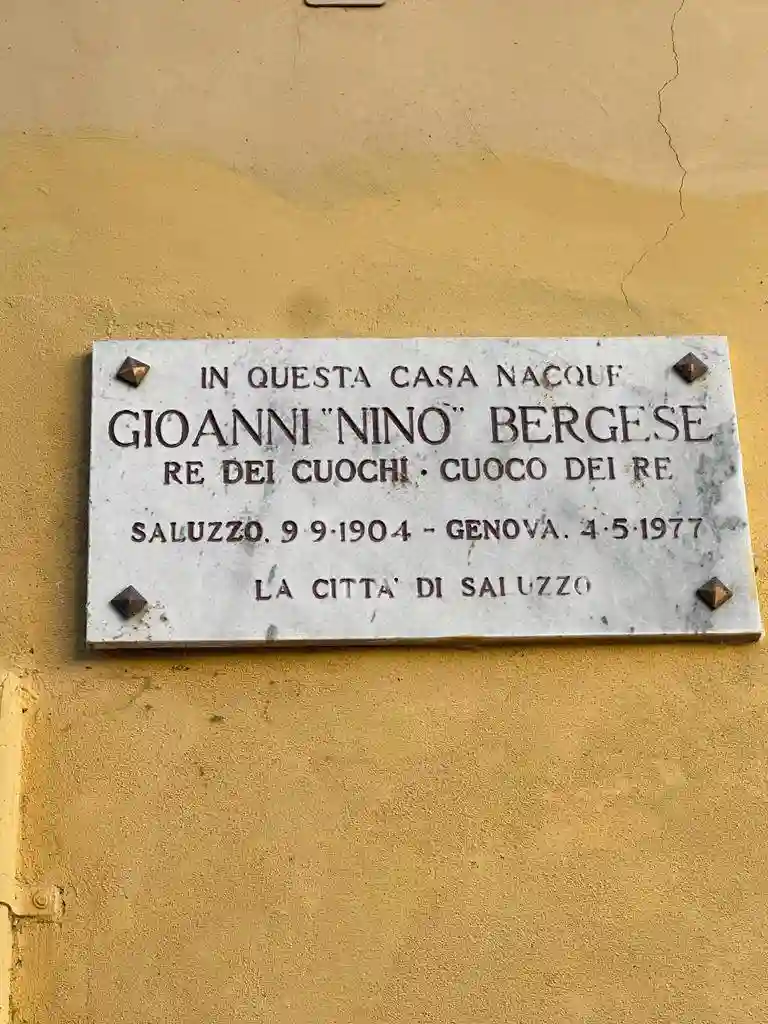 IN QUESTA CASA NACQUE
GIOANNI "NINO" BERGESE
RE DEI CUOCHI · CUOCO DEI RE
SALUZZO, 9·9·1904 - GENOVA, 4·5·1977
LA CITTA' DI SALUZZO